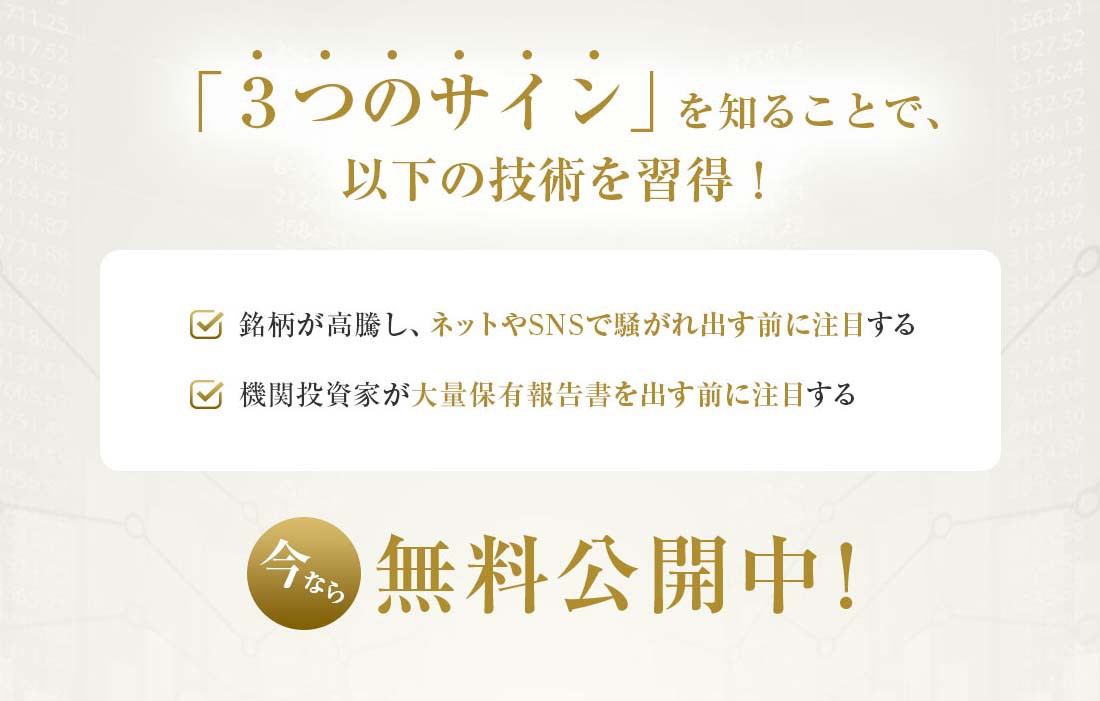 「３つのサイン」を知ることで、
以下の技術を習得！
銘柄が高騰し、ネットやSNSで騒がれ出す前に注目する
機関投資家が大量保有報告書を出す前に注目する
今なら 無料公開中！